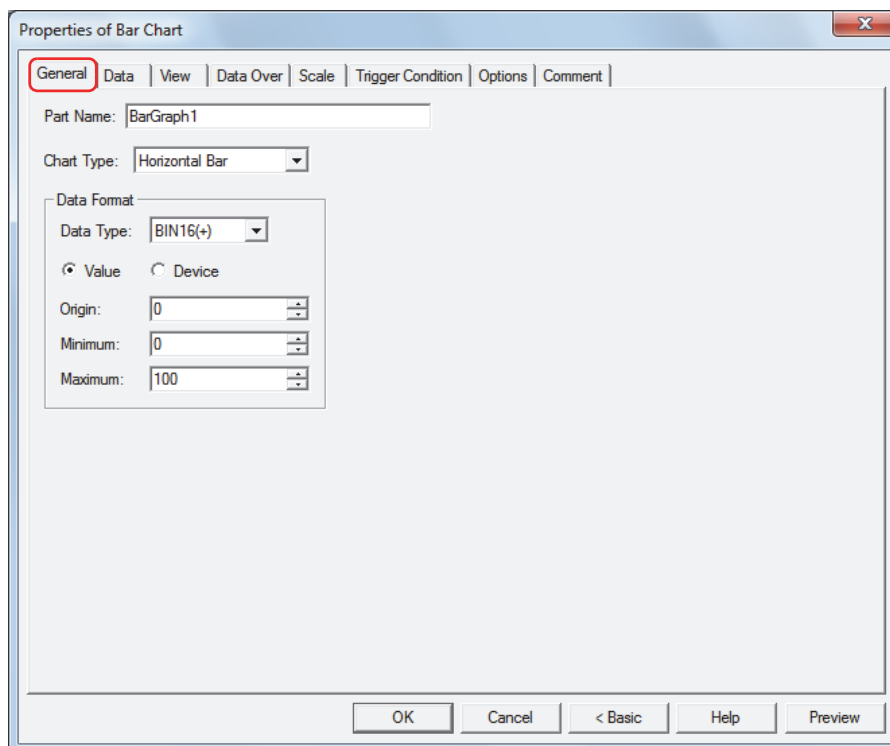 Properties of Bar Chart
General Data View Data Over Scale Trigger Condition Options Comment
Part Name: BarGraph1
Chart Type: Horizontal Bar
Data Format
Data Type: BIN16(+)
Value Device
Origin: 0
Minimum: 0
Maximum: 100
OK Cancel < Basic Help Preview